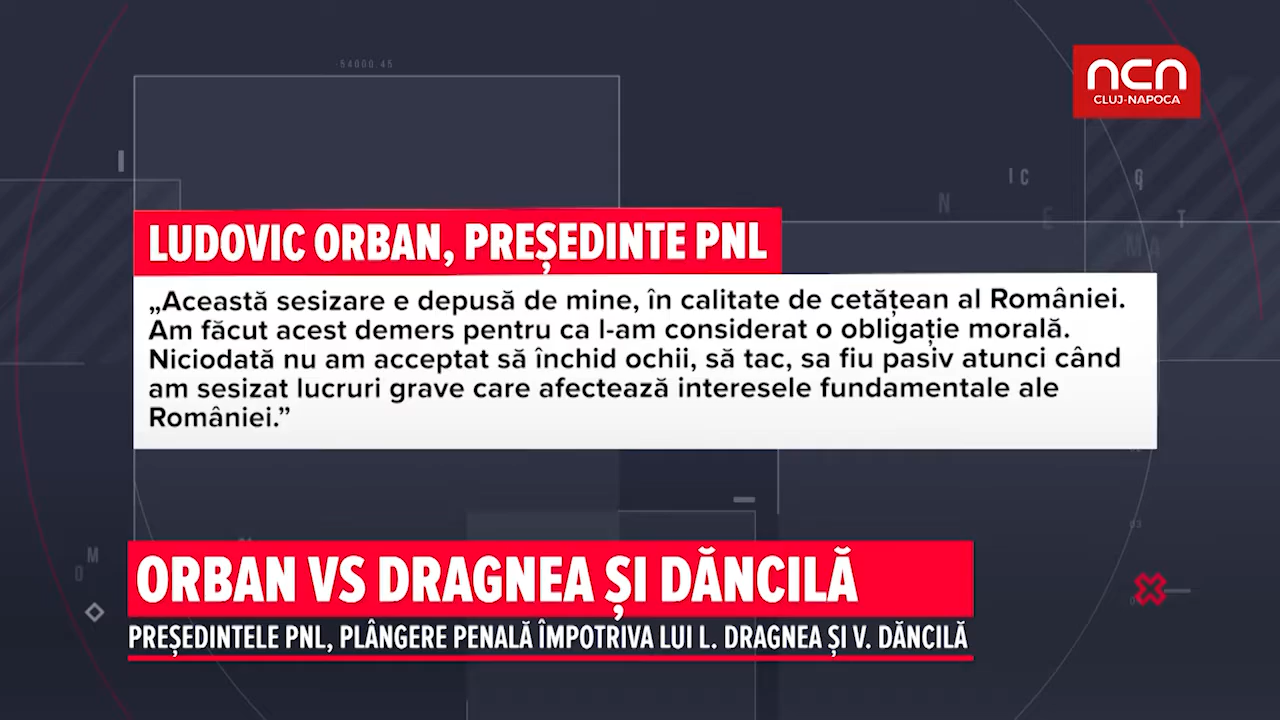 54000.45
ncn
CLUJ-NAPOCA
I C
q
N
E
T
M A
LUDOVIC ORBAN, PREȘEDINTE PNL
„Această sesizare e depusă de mine, în calitate de cetățean al României.
Am făcut acest demers pentru ca l-am considerat o obligație morală.
Niciodată nu am acceptat să închid ochii, să tac, sa fiu pasiv atunci când
am sesizat lucruri grave care afectează interesele fundamentale ale
României.”
03
M
O
ORBAN VS DRAGNEA ȘI DĂNCILĂ
PREȘEDINTELE PNL, PLÂNGERE PENALĂ ÎMPOTRIVA LUI L. DRAGNEA ȘI V. DĂNCILĂ